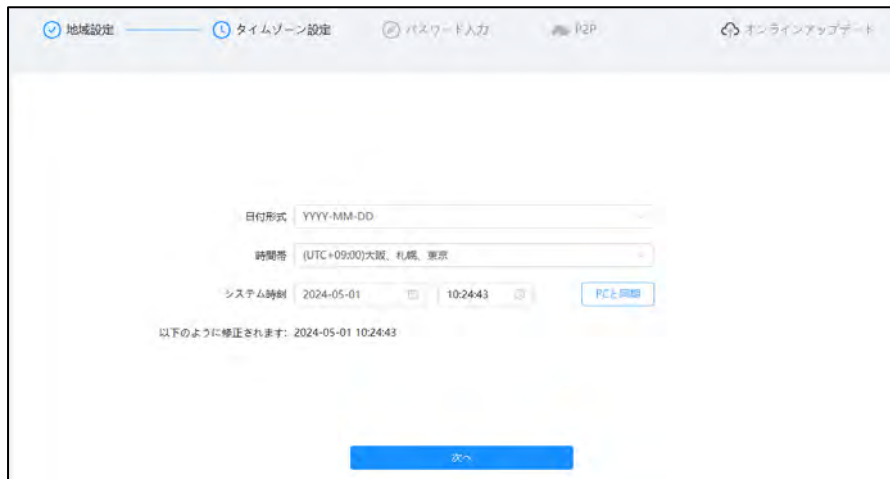 地域設定 タイムゾーン設定 パスワード入力 P2P オンラインアップデート
日付形式 YYYY-MM-DD
時間帯 (UTC+09:00)大阪、札幌、東京
システム時刻 2024-05-01 10:24:43 PCと同期
以下のように修正されます: 2024-05-01 10:24:43
次へ